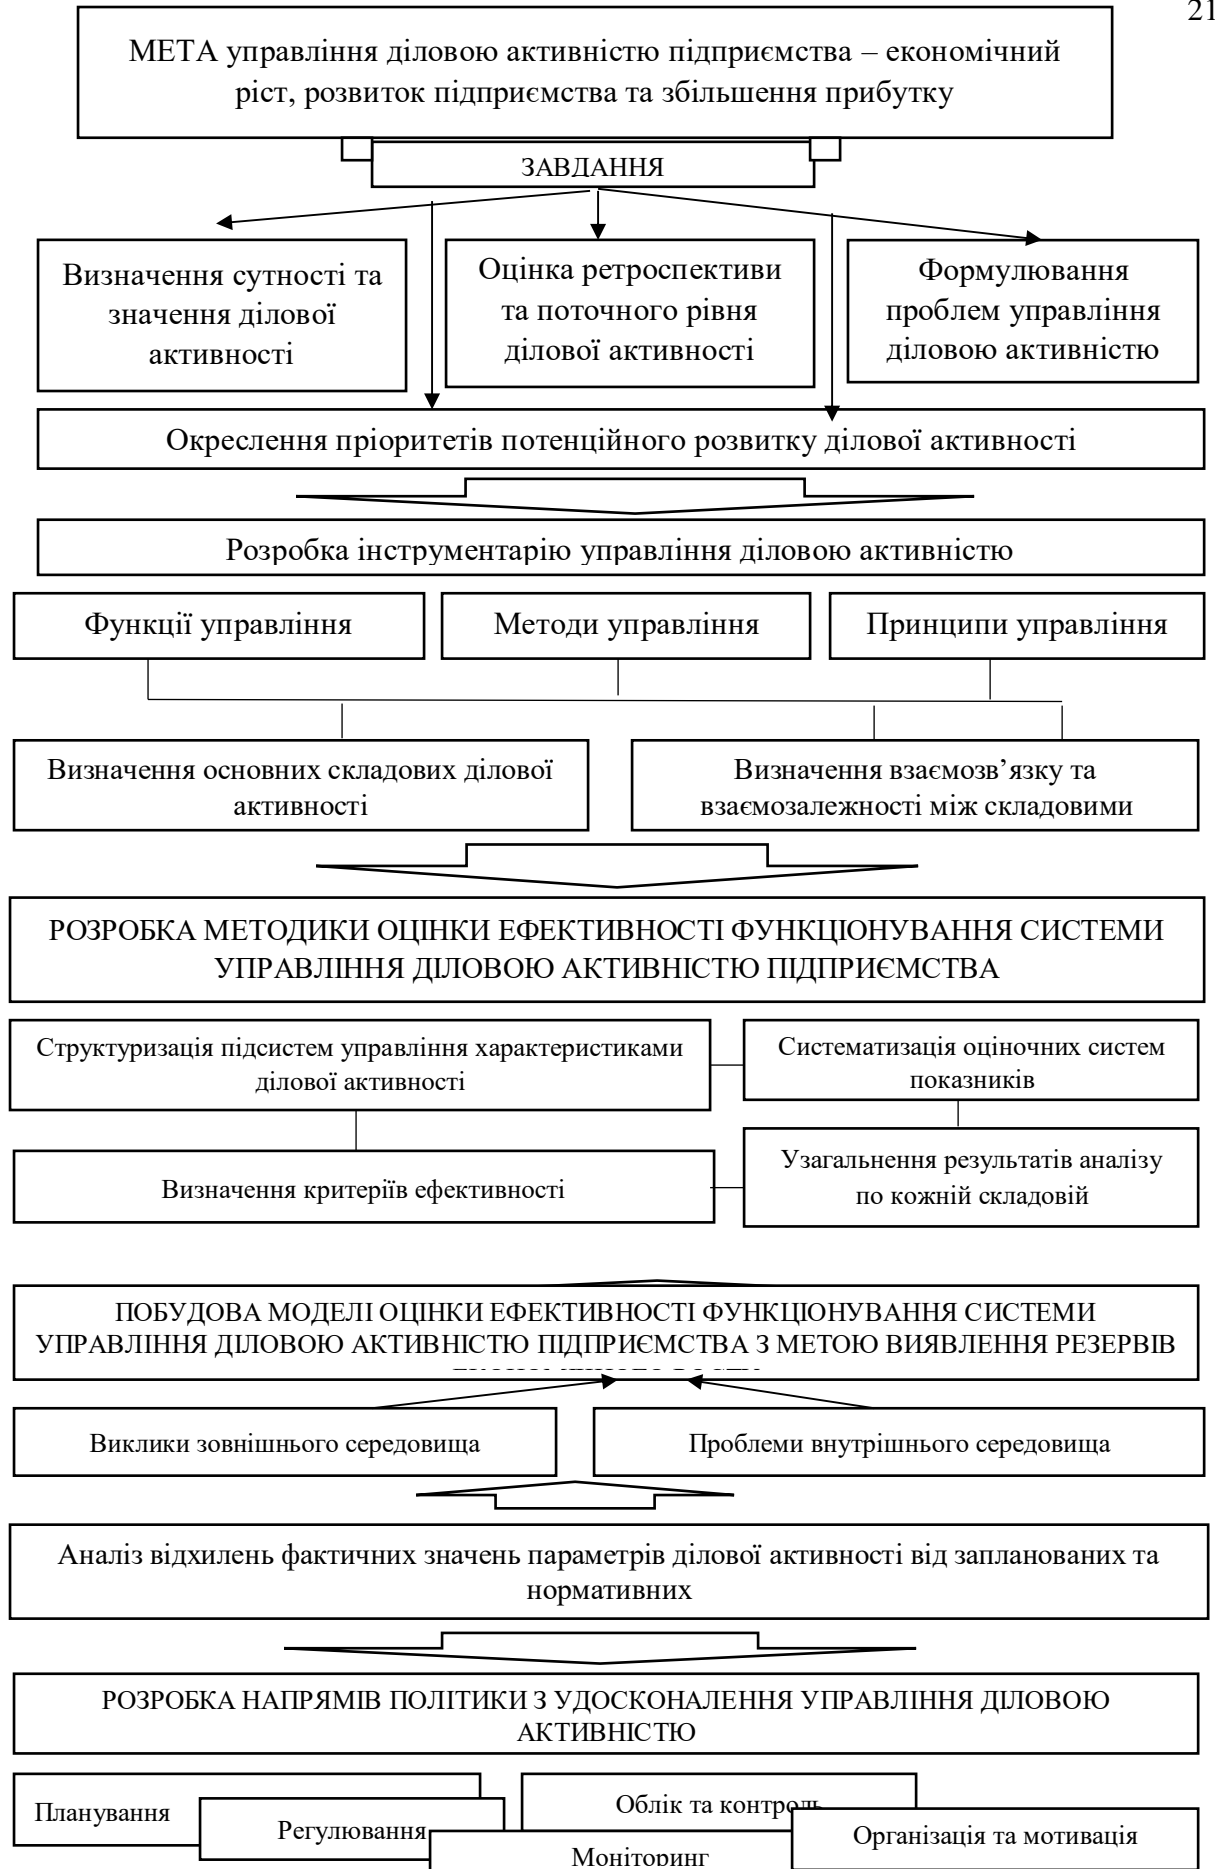 21
МЕТА управління діловою активністю підприємства – економічний
ріст, розвиток підприємства та збільшення прибутку
ЗАВДАННЯ
Визначення сутності та
значення ділової
активності
Оцінка ретроспективи
та поточного рівня
ділової активності
Формулювання
проблем управління
діловою активністю
Окреслення пріоритетів потенційного розвитку ділової активності
Розробка інструментарію управління діловою активністю
Функції управління
Методи управління
Принципи управління
Визначення основних складових ділової
активності
Визначення взаємозв’язку та
взаємозалежності між складовими
РОЗРОБКА МЕТОДИКИ ОЦІНКИ ЕФЕКТИВНОСТІ ФУНКЦІОНУВАННЯ СИСТЕМИ
УПРАВЛІННЯ ДІЛОВОЮ АКТИВНІСТЮ ПІДПРИЄМСТВА
Структуризація підсистем управління характеристиками
ділової активності
Систематизація оціночних систем
показників
Визначення критеріїв ефективності
Узагальнення результатів аналізу
по кожній складовій
ПОБУДОВА МОДЕЛІ ОЦІНКИ ЕФЕКТИВНОСТІ ФУНКЦІОНУВАННЯ СИСТЕМИ
УПРАВЛІННЯ ДІЛОВОЮ АКТИВНІСТЮ ПІДПРИЄМСТВА З МЕТОЮ ВИЯВЛЕННЯ РЕЗЕРВІВ
Виклики зовнішнього середовища
Проблеми внутрішнього середовища
Аналіз відхилень фактичних значень параметрів ділової активності від запланованих та
нормативних
РОЗРОБКА НАПРЯМІВ ПОЛІТИКИ З УДОСКОНАЛЕННЯ УПРАВЛІННЯ ДІЛОВОЮ
АКТИВНІСТЮ
Планування
Регулювання
Облік та контроль
Моніторинг
Організація та мотивація